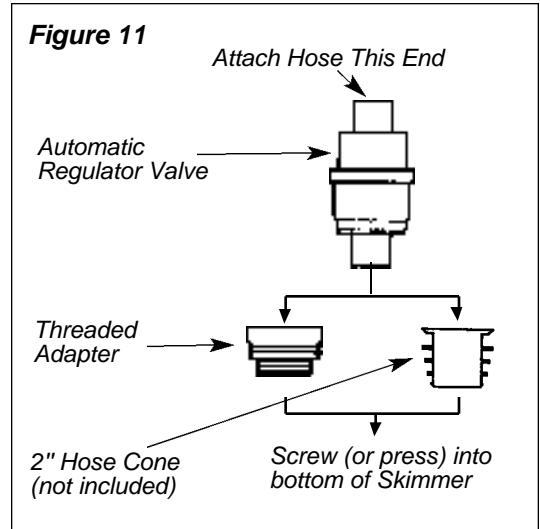 Figure 11
Attach Hose This End
Automatic
Regulator Valve
Threaded
Adapter
2" Hose Cone
(not included)
Screw (or press) into
bottom of Skimmer